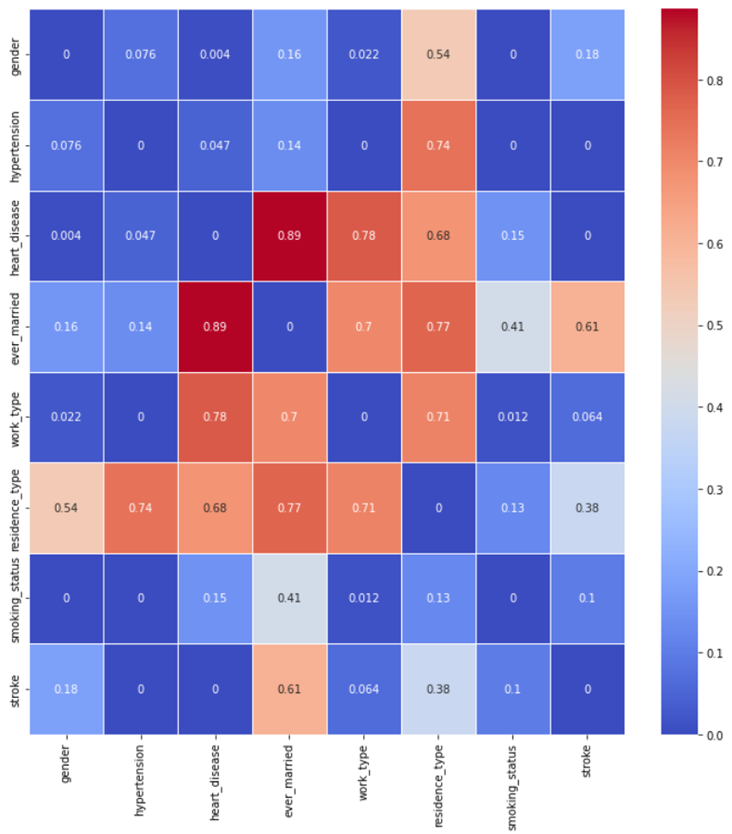 gender 0 0.076 0.004 0.16 0.022 0.54 0 0.18
hypertension 0.076 0 0.047 0.14 0 0.74 0 0
heart_disease 0.004 0.047 0 0.89 0.78 0.68 0.15 0
ever_married 0.16 0.14 0.89 0 0.7 0.77 0.41 0.61
work_type 0.022 0 0.78 0.7 0 0.71 0.012 0.064
residence_type 0.54 0.74 0.68 0.77 0.71 0 0.13 0.38
smoking_status 0 0 0.15 0.41 0.012 0.13 0 0.1
stroke 0.18 0 0 0.61 0.064 0.38 0.1 0
gender hypertension heart_disease ever_married work_type residence_type smoking_status stroke
0.8
0.7
0.6
0.5
0.4
0.3
0.2
0.1
0.0